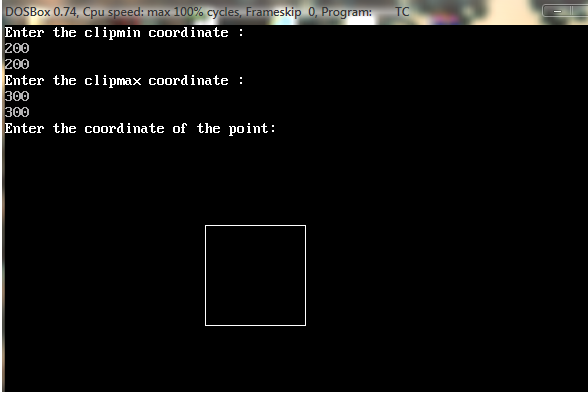 DOSBox 0.74, Cpu speed: max 100% cycles, Frameskip 0, Program: TC
Enter the clipmin coordinate :
200
200
Enter the clipmax coordinate :
300
300
Enter the coordinate of the point: